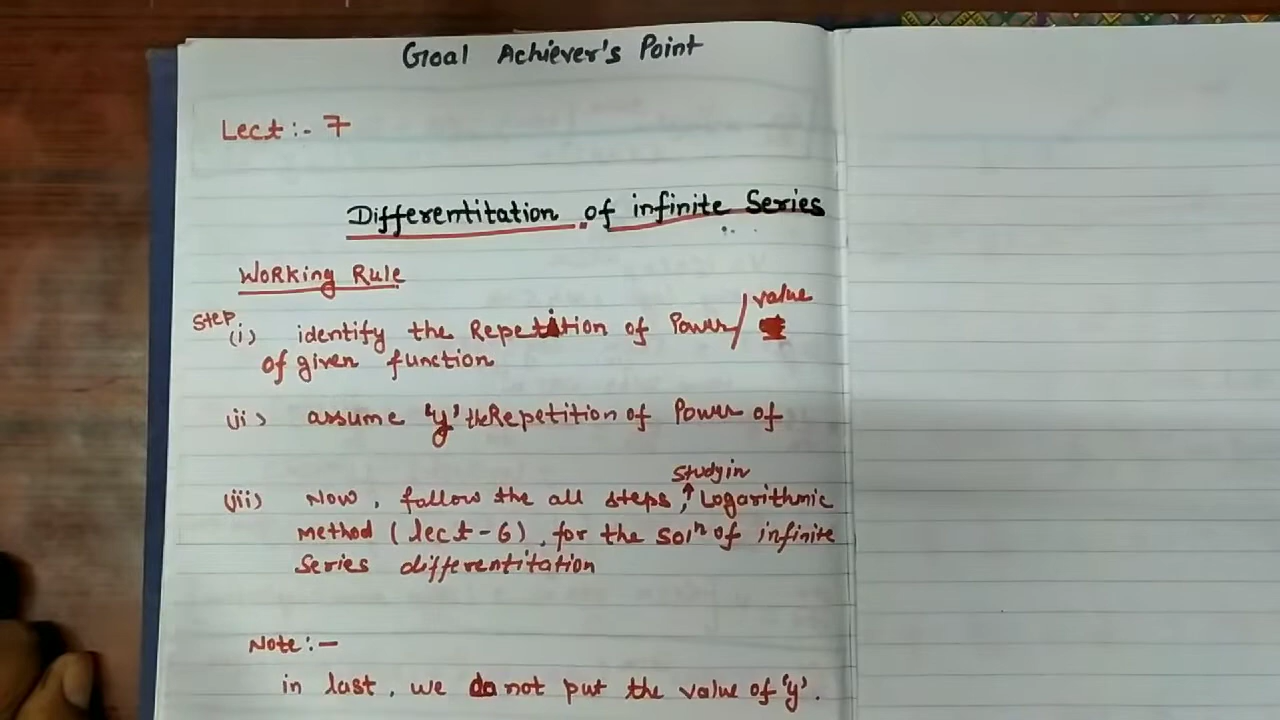 Goal Achiever's Point
Lect:- 7
Differentitation of infinite Series
Working Rule
Step
(i) identify the Repetition of Power/value
of given function
(ii) assume 'y' the Repetition of Power of
(iii) Now, follow the all steps, Study in Logarithmic
method (lect-6), for the solⁿ of infinite
Series differentitation
Note:-
in last, we do not put the value of 'y'.